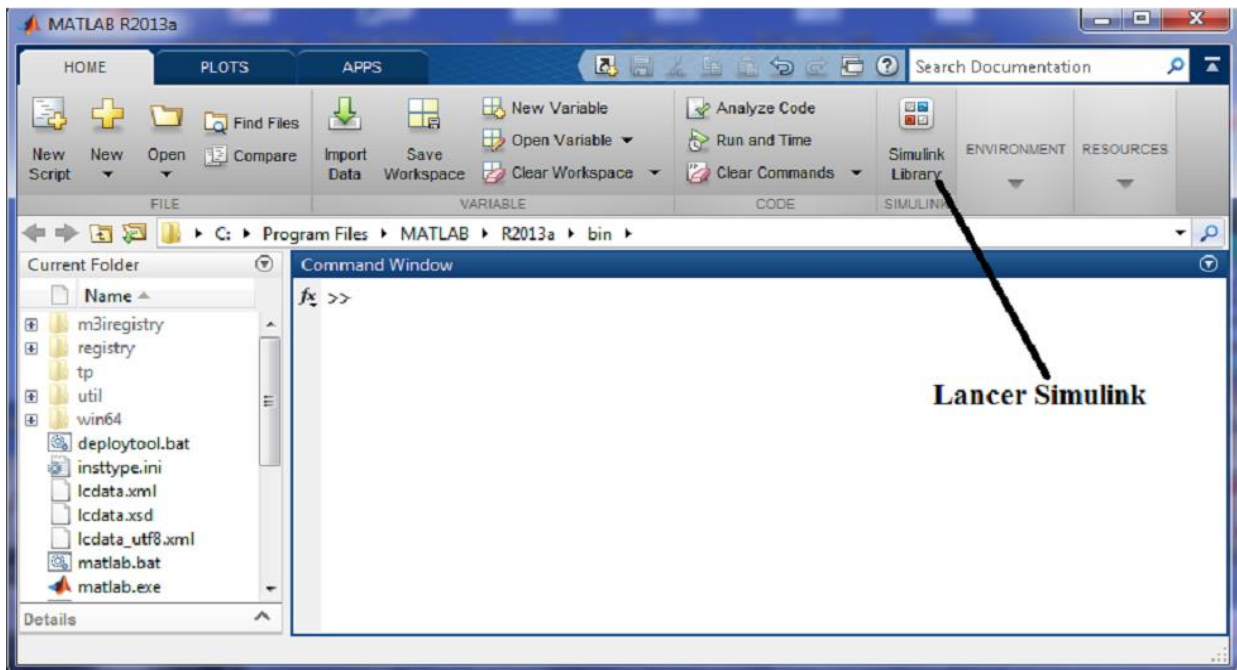 MATLAB R2013a
HOME PLOTS APPS Search Documentation
New Script
New
Open
Find Files
Compare
FILE
Import Data
Save Workspace
New Variable
Open Variable
Clear Workspace
VARIABLE
Analyze Code
Run and Time
Clear Commands
CODE
Simulink Library
SIMULINK
ENVIRONMENT
RESOURCES
C: Program Files MATLAB R2013a bin
Current Folder
Name
m3iregistry
registry
tp
util
win64
deploytool.bat
insttype.ini
lcdata.xml
lcdata.xsd
lcdata_utf8.xml
matlab.bat
matlab.exe
Details
Command Window
fx >>
Lancer Simulink